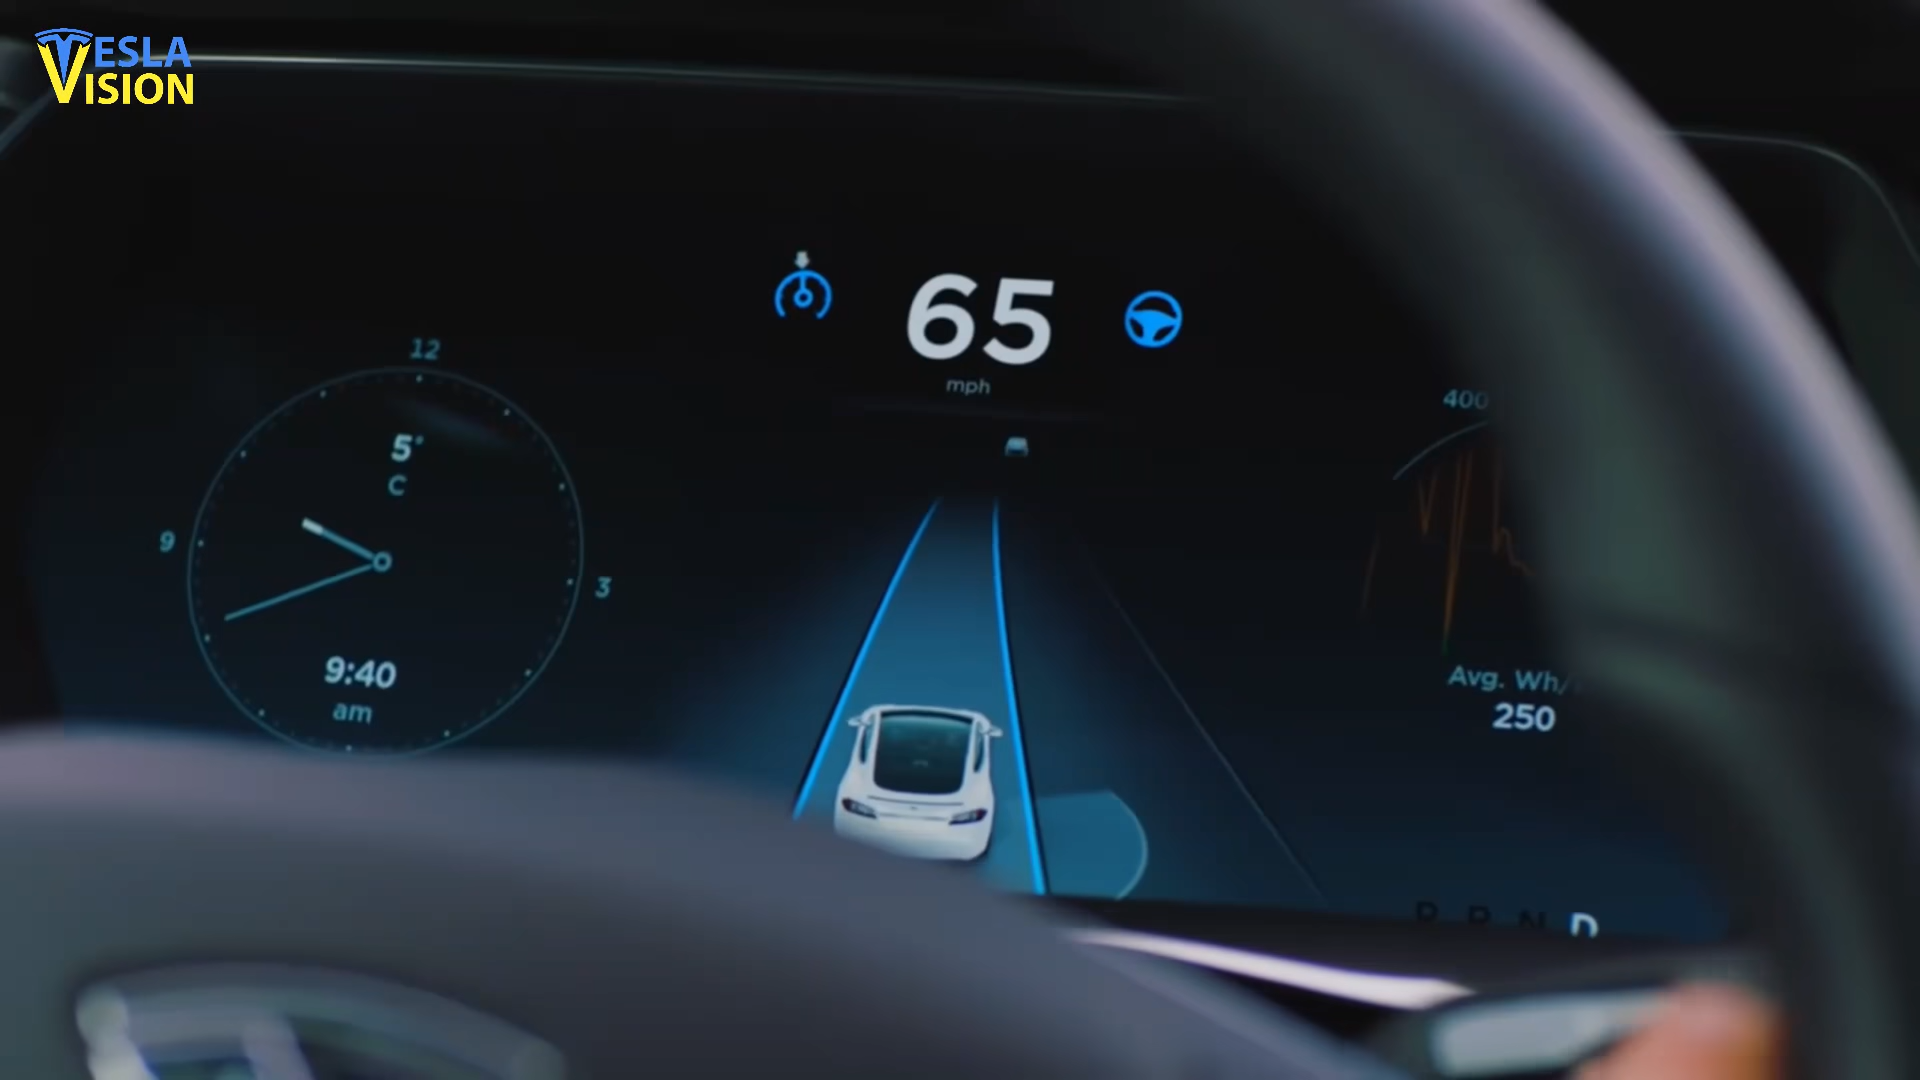 TESLA
VISION
65
mph
12
5°
C
9
3
9:40
am
400
Avg. Wh/
250
P R N D